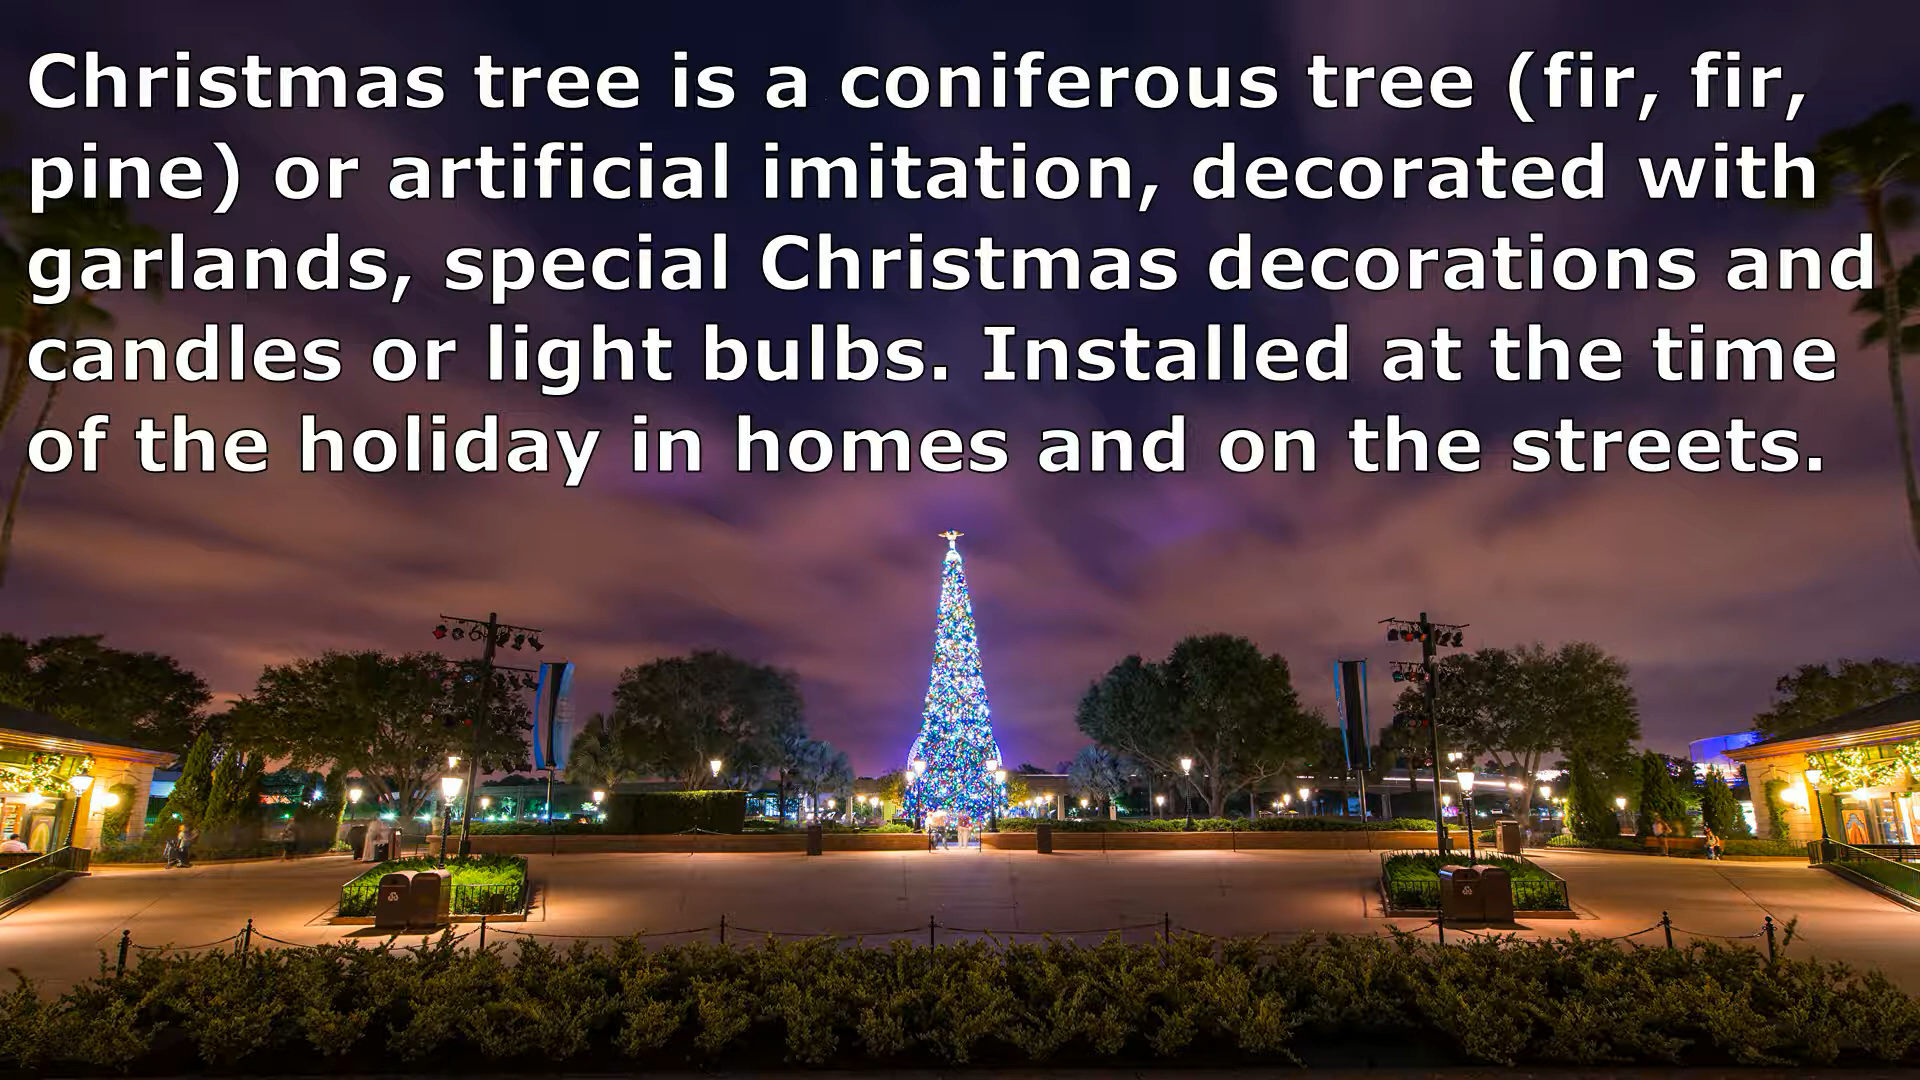 Christmas tree is a coniferous tree (fir, fir,
pine) or artificial imitation, decorated with
garlands, special Christmas decorations and
candles or light bulbs. Installed at the time
of the holiday in homes and on the streets.